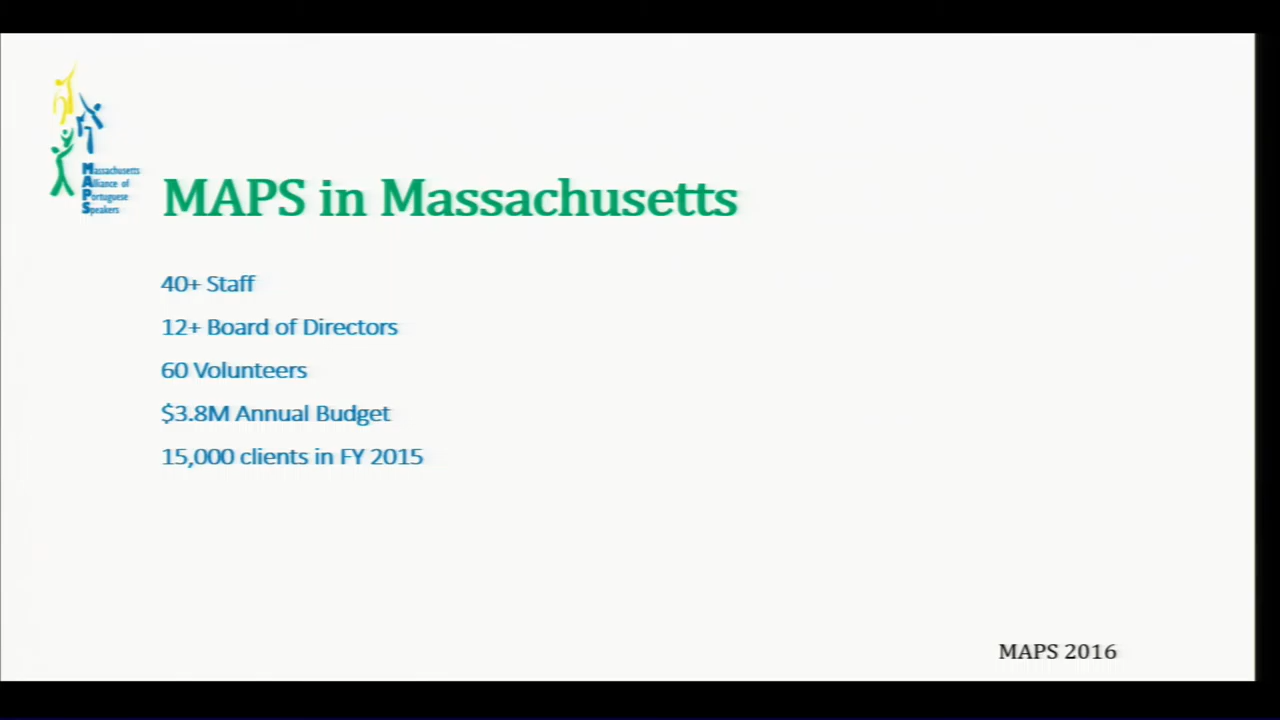 Massachusetts
Alliance of
Portuguese
Speakers
MAPS in Massachusetts
40+ Staff
12+ Board of Directors
60 Volunteers
$3.8M Annual Budget
15,000 clients in FY 2015
MAPS 2016